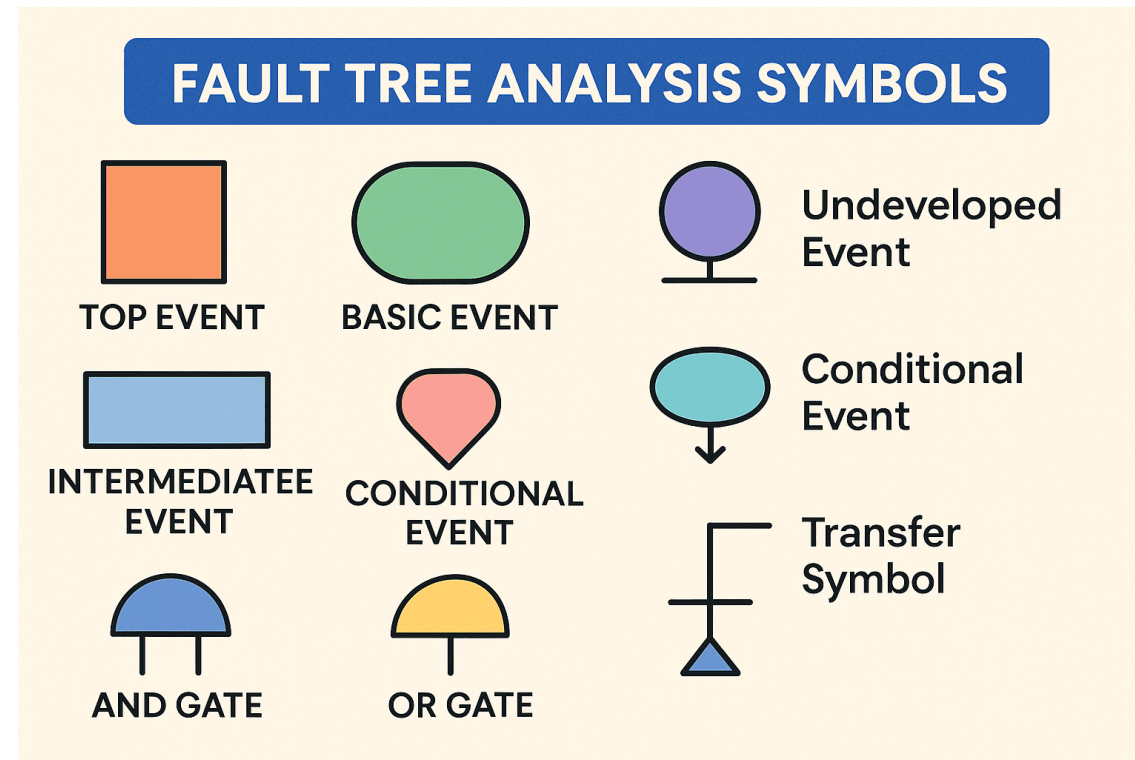 FAULT TREE ANALYSIS SYMBOLS
TOP EVENT
BASIC EVENT
Undeveloped
Event
INTERMEDIATEE
EVENT
CONDITIONAL
EVENT
Conditional
Event
AND GATE
OR GATE
Transfer
Symbol